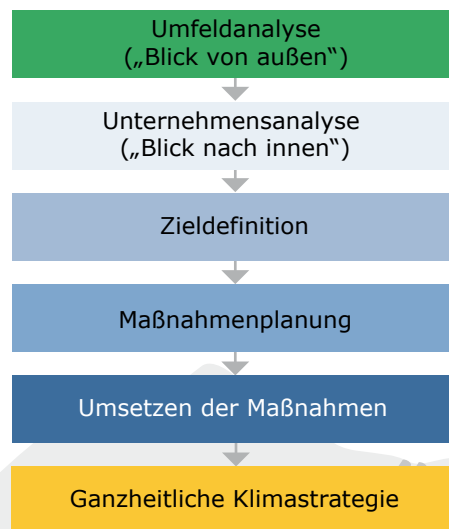 Umfeldanalyse
(„Blick von außen“)
Unternehmensanalyse
(„Blick nach innen“)
Zieldefinition
Maßnahmenplanung
Umsetzen der Maßnahmen
Ganzheitliche Klimastrategie